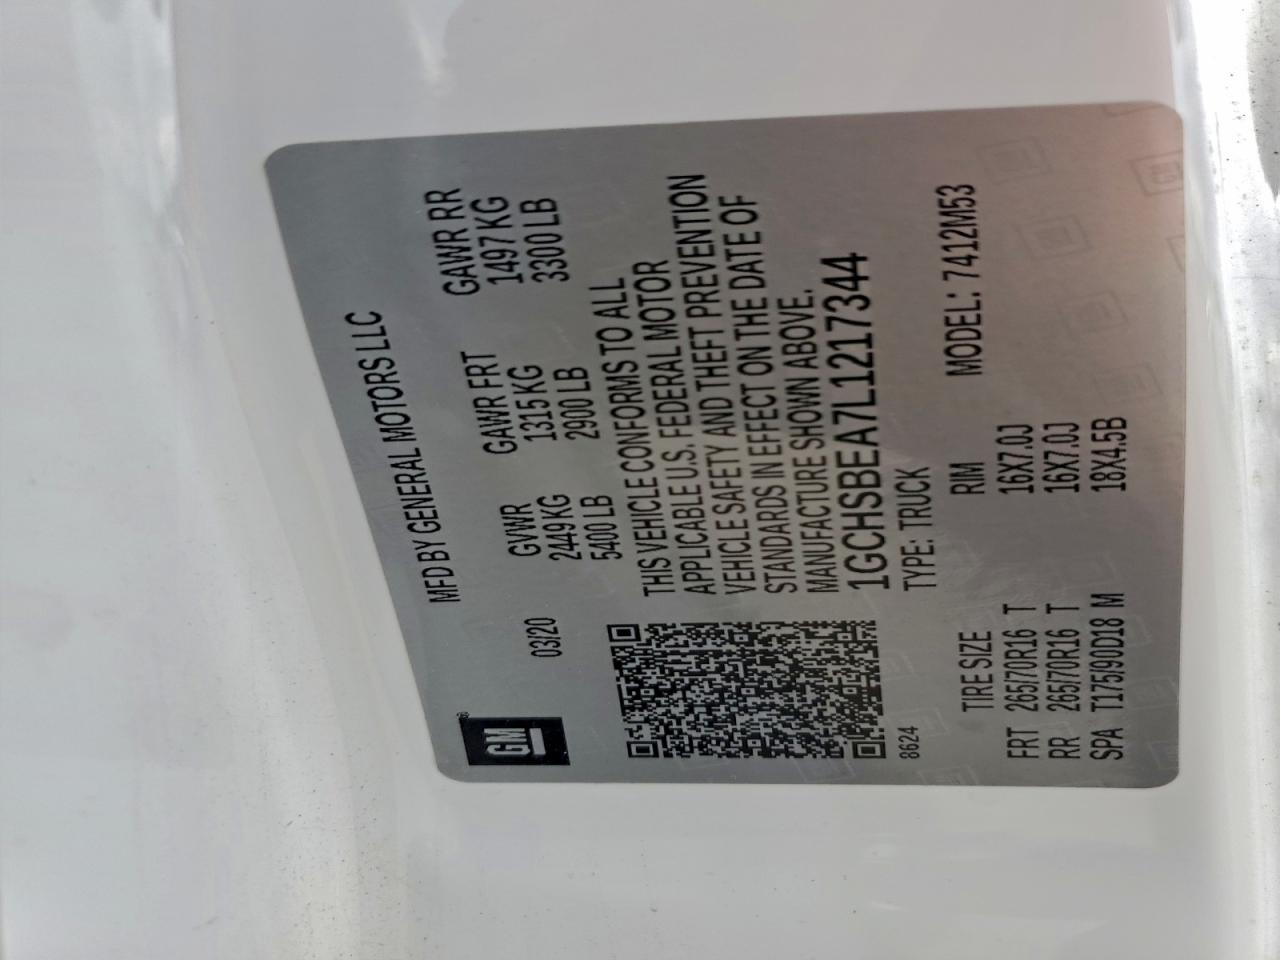 GM®
MFD BY GENERAL MOTORS LLC
03/20
GVWR GAWR FRT GAWR RR
2449 KG 1315 KG 1497 KG
5400 LB 2900 LB 3300 LB
THIS VEHICLE CONFORMS TO ALL
APPLICABLE U.S. FEDERAL MOTOR
VEHICLE SAFETY AND THEFT PREVENTION
STANDARDS IN EFFECT ON THE DATE OF
MANUFACTURE SHOWN ABOVE.
1GCHSBEA7L1217344
8624 TYPE: TRUCK
TIRE SIZE RIM MODEL: 7412M53
FRT 265/70R16 T 16X7.0J
RR 265/70R16 T 16X7.0J
SPA T175/90D18 M 18X4.5B